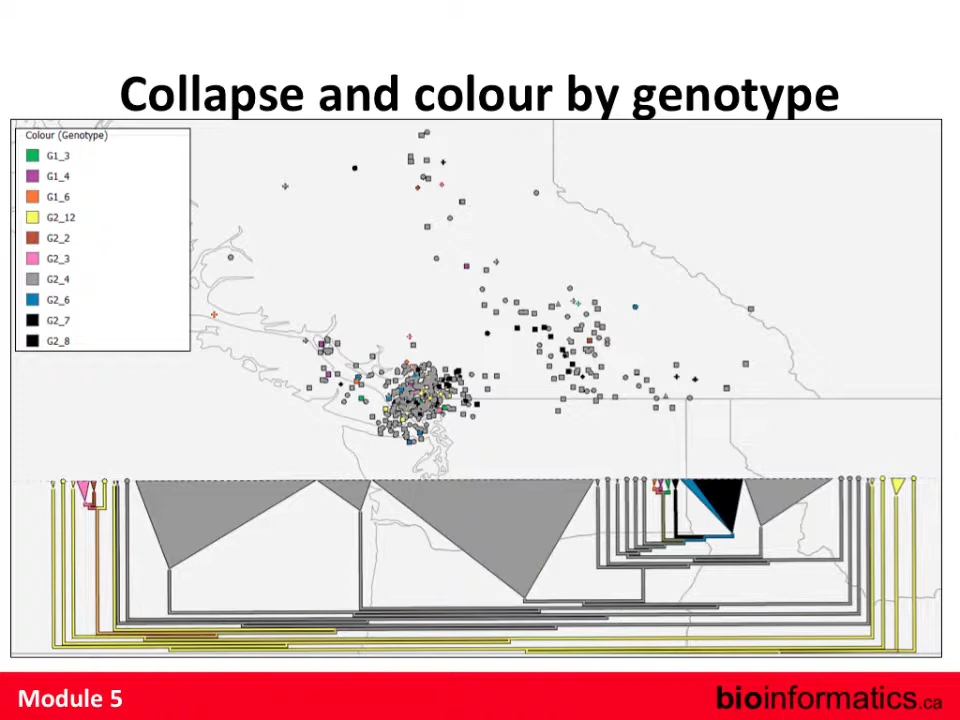 Collapse and colour by genotype
Colour (Genotype)
G1_3
G1_4
G1_6
G2_12
G2_2
G2_3
G2_4
G2_6
G2_7
G2_8
Module 5
bioinformatics.ca